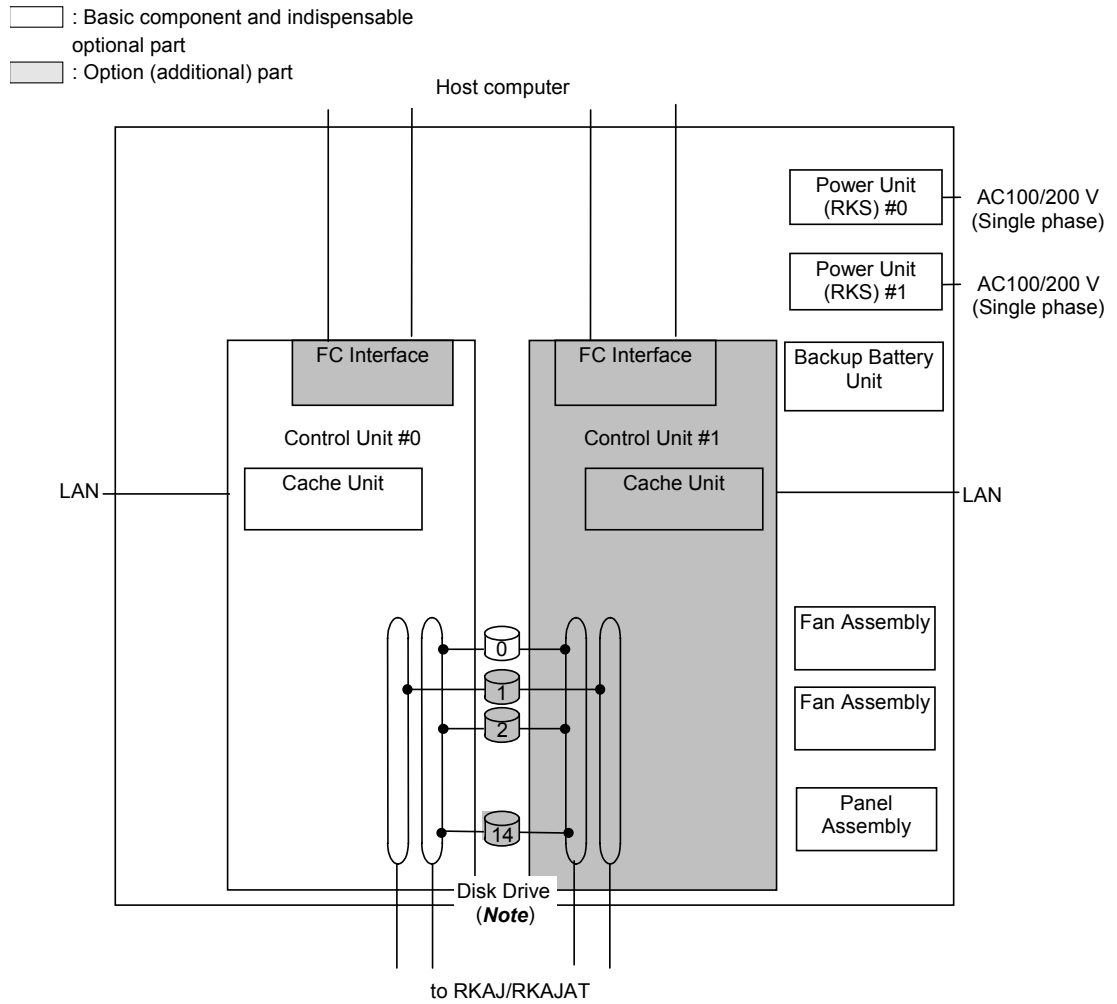 : Basic component and indispensable
optional part
: Option (additional) part
Host computer
Power Unit
(RKS) #0
AC100/200 V
(Single phase)
Power Unit
(RKS) #1
AC100/200 V
(Single phase)
FC Interface
FC Interface
Backup Battery
Unit
Control Unit #0
Control Unit #1
LAN
Cache Unit
Cache Unit
LAN
Fan Assembly
0
1
Fan Assembly
2
Panel
Assembly
14
Disk Drive
(Note)
to RKAJ/RKAJAT